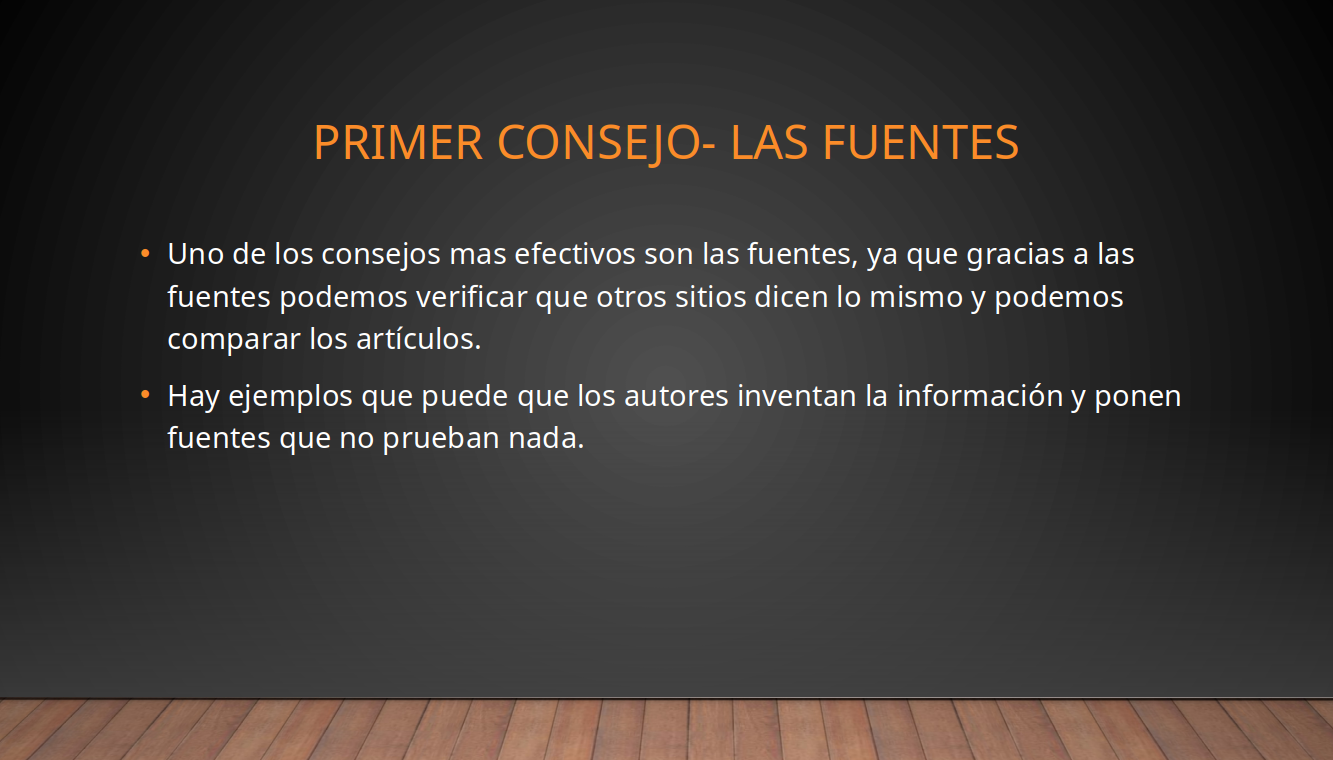 PRIMER CONSEJO- LAS FUENTES
• Uno de los consejos mas efectivos son las fuentes, ya que gracias a las
fuentes podemos verificar que otros sitios dicen lo mismo y podemos
comparar los artículos.
• Hay ejemplos que puede que los autores inventan la información y ponen
fuentes que no prueban nada.